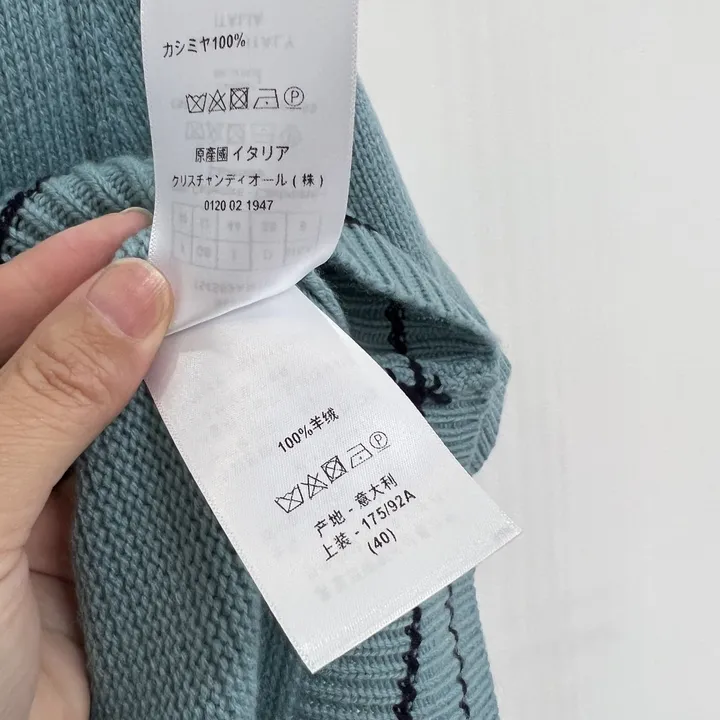 カシミヤ100%
原產國 イタリア
クリスチャンディオール(株)
0120 02 1947
100%羊绒
产地 - 意大利
上装 - 175/92A
(40)